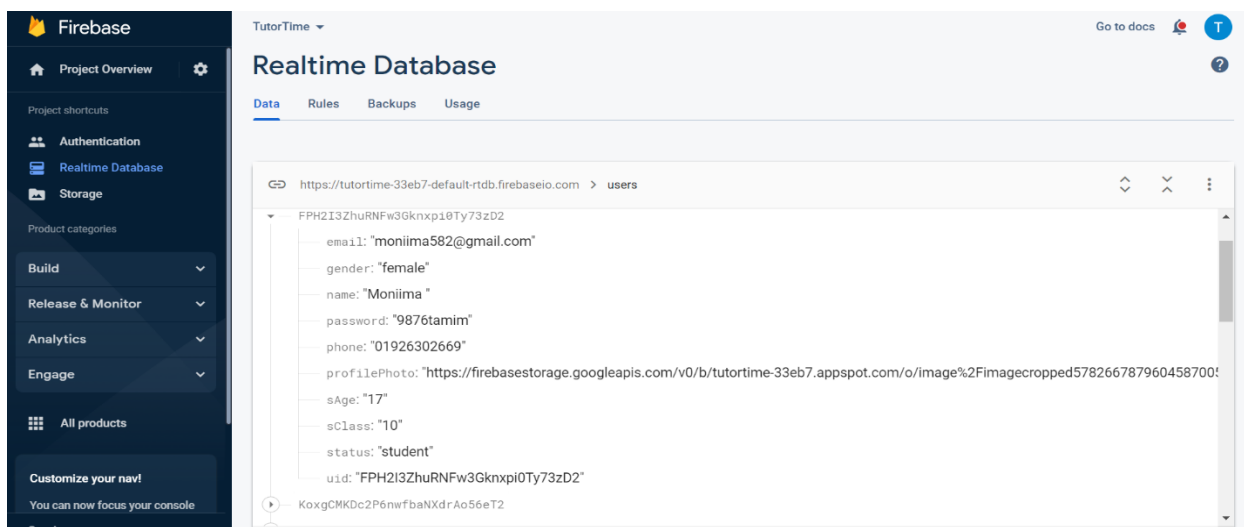 Firebase
Project Overview
Project shortcuts
Authentication
Realtime Database
Storage
Product categories
Build
Release & Monitor
Analytics
Engage
All products
Customize your nav!
You can now focus your console
TutorTime
Go to docs
T
Realtime Database
?
Data Rules Backups Usage
https://tutortime-33eb7-default-rtdb.firebaseio.com > users
FPH2I3ZhuRNFw3Gknxpi0Ty73zD2
email: "moniima582@gmail.com"
gender: "female"
name: "Moniima "
password: "9876tamim"
phone: "01926302669"
profilePhoto: "https://firebasestorage.googleapis.com/v0/b/tutortime-33eb7.appspot.com/o/image%2Fimagecropped578266787960458700
sAge: "17"
sClass: "10"
status: "student"
uid: "FPH2I3ZhuRNFw3Gknxpi0Ty73zD2"
KoxgCMKDc2P6nwfbaNXdrAo56eT2